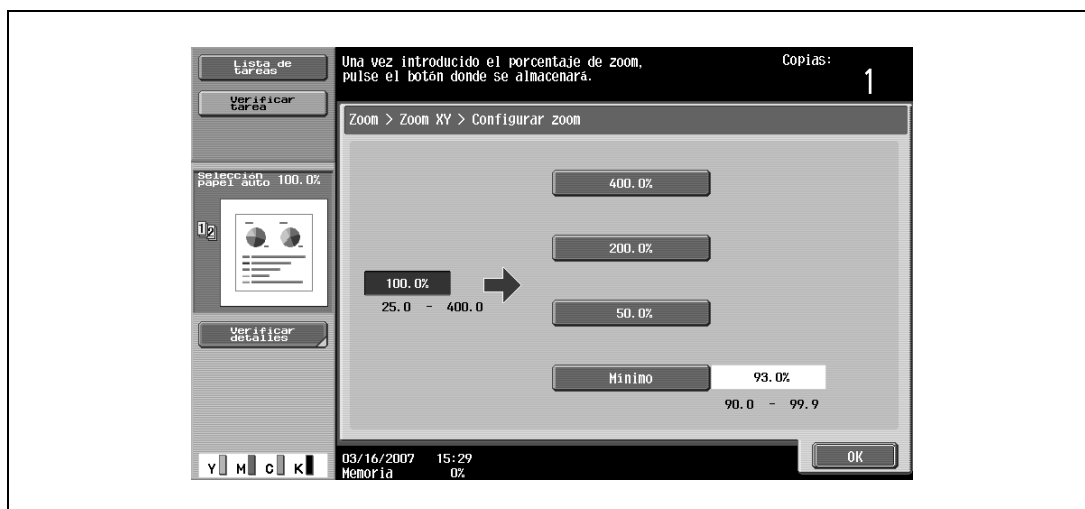 Lista de
tareas
Verificar
tarea
Una vez introducido el porcentaje de zoom,
pulse el botón donde se almacenará.
Copias:
1
Zoom > Zoom XY > Configurar zoom
Selección
papel auto 100.0%
12
400.0%
200.0%
100.0%
25.0 - 400.0
50.0%
Mínimo 93.0%
90.0 - 99.9
Verificar
detalles
Y M C K
03/16/2007 15:29
Memoria 0%
OK